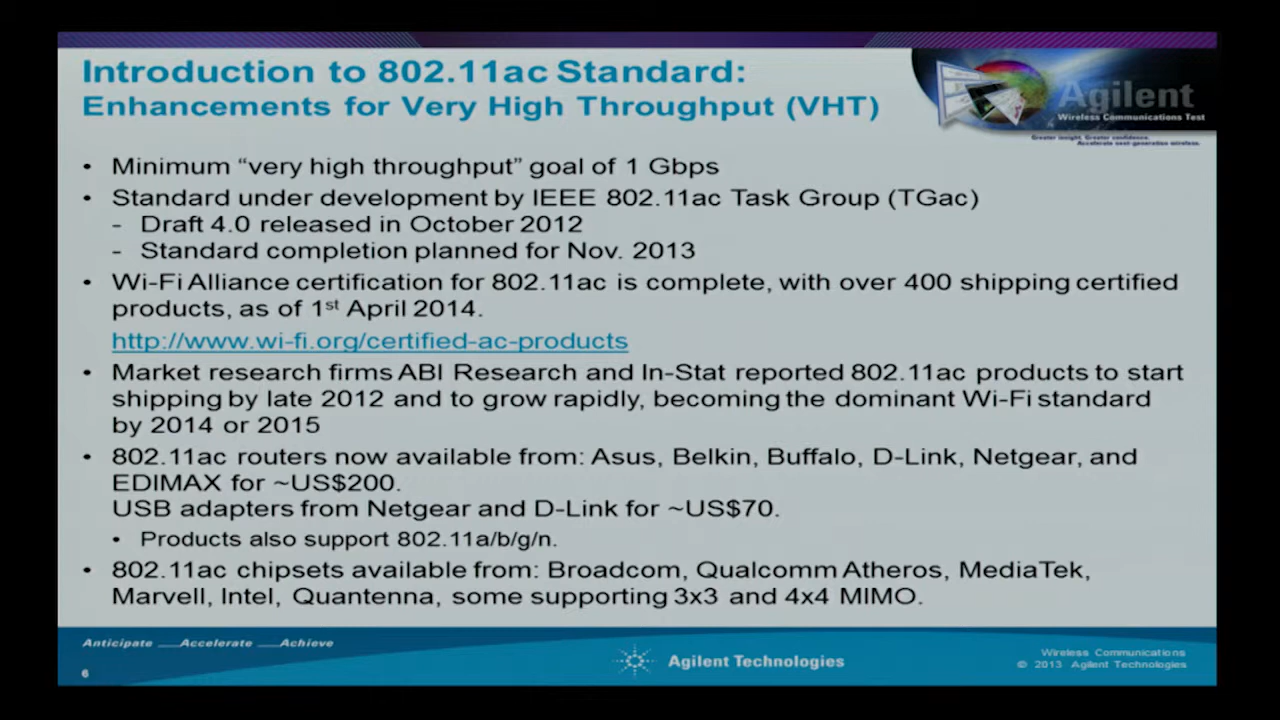 Introduction to 802.11ac Standard:
Enhancements for Very High Throughput (VHT)
Agilent
Wireless Communications Test
Greater insight. Greater confidence.
Accelerate next-generation wireless.
• Minimum “very high throughput” goal of 1 Gbps
• Standard under development by IEEE 802.11ac Task Group (TGac)
- Draft 4.0 released in October 2012
- Standard completion planned for Nov. 2013
• Wi-Fi Alliance certification for 802.11ac is complete, with over 400 shipping certified
products, as of 1st April 2014.
http://www.wi-fi.org/certified-ac-products
• Market research firms ABI Research and In-Stat reported 802.11ac products to start
shipping by late 2012 and to grow rapidly, becoming the dominant Wi-Fi standard
by 2014 or 2015
• 802.11ac routers now available from: Asus, Belkin, Buffalo, D-Link, Netgear, and
EDIMAX for ~US$200.
USB adapters from Netgear and D-Link for ~US$70.
• Products also support 802.11a/b/g/n.
• 802.11ac chipsets available from: Broadcom, Qualcomm Atheros, MediaTek,
Marvell, Intel, Quantenna, some supporting 3x3 and 4x4 MIMO.
Anticipate ___Accelerate ___Achieve
6
Agilent Technologies
Wireless Communications
© 2013 Agilent Technologies